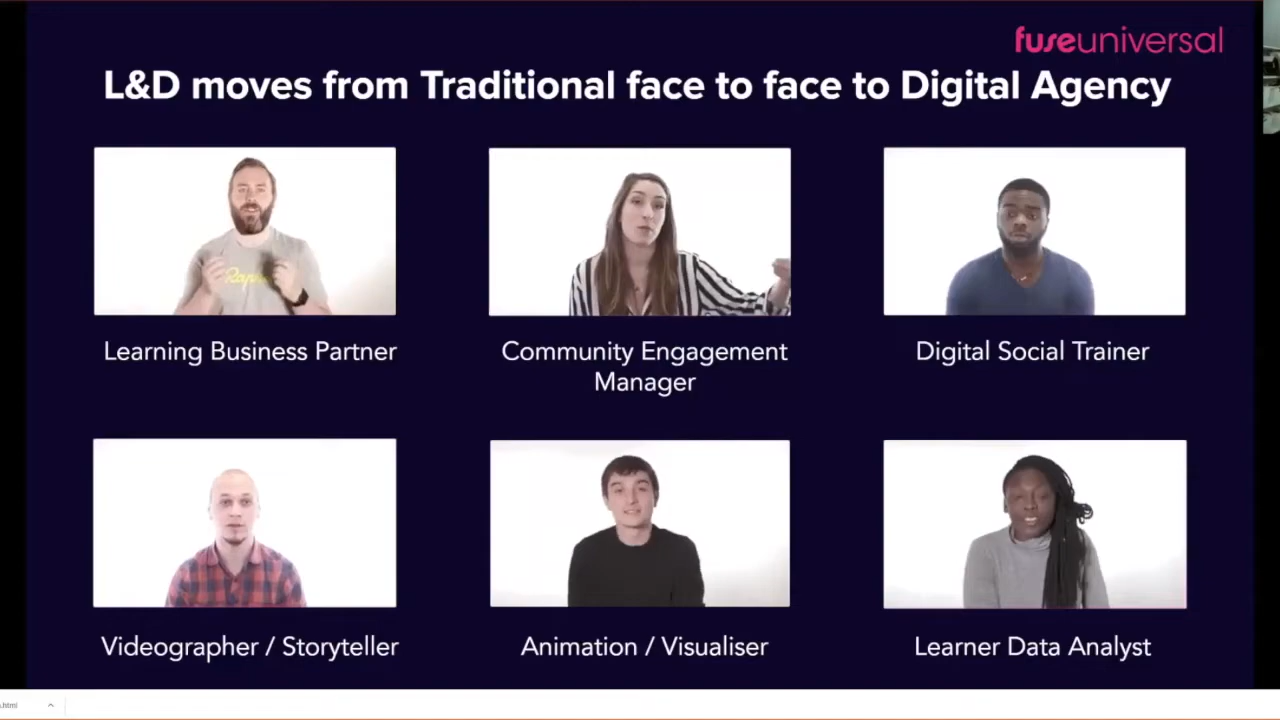 fuseuniversal
L&D moves from Traditional face to face to Digital Agency
Learning Business Partner
Community Engagement
Manager
Digital Social Trainer
Videographer / Storyteller
Animation / Visualiser
Learner Data Analyst
.html